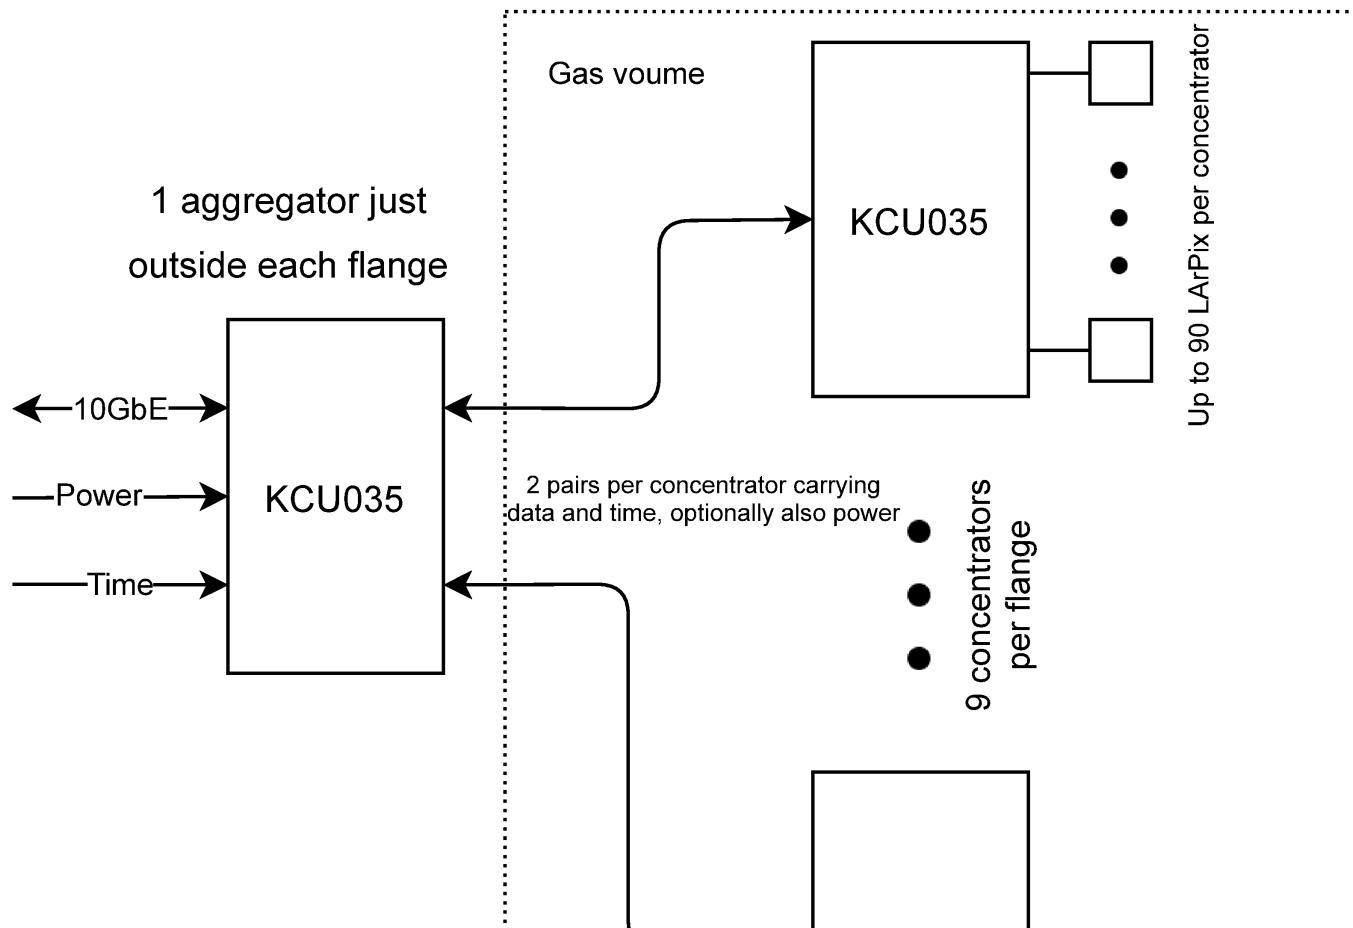 Gas voume
1 aggregator just
outside each flange
10GbE
Power
Time
KCU035
KCU035
Up to 90 LArPix per concentrator
2 pairs per concentrator carrying
data and time, optionally also power
9 concentrators
per flange